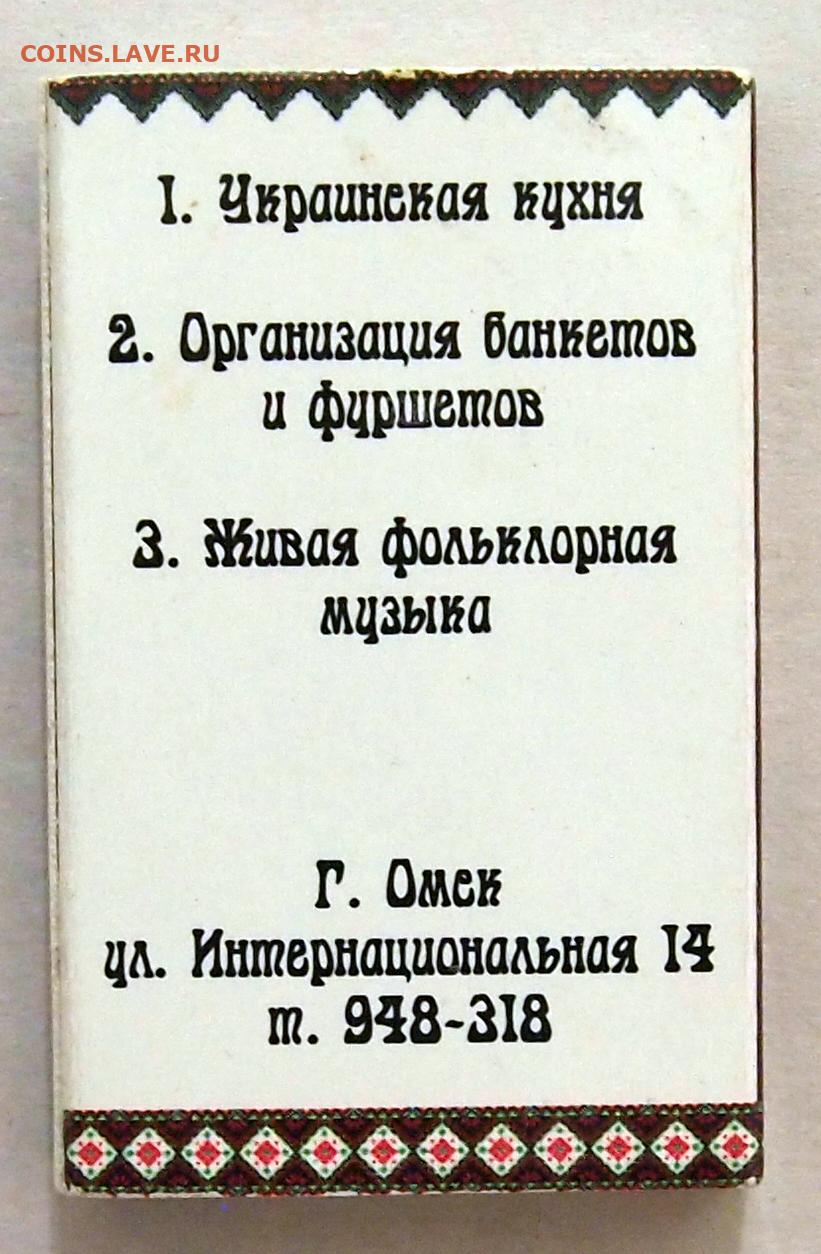 COINS.LAVE.RU
1. Украинская кухня
2. Организация банкетов
и фуршетов
3. Живая фольклорная
музыка
Г. Омск
ул. Интернациональная 14
т. 948-318